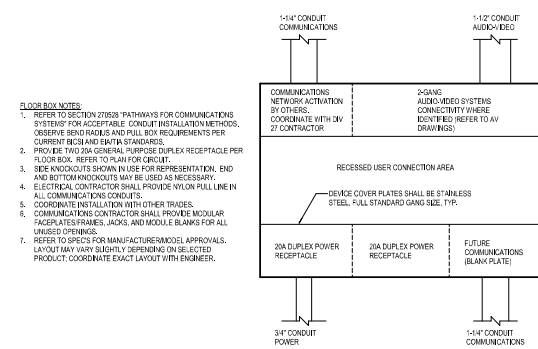 1-1/4" CONDUIT
COMMUNICATIONS
1-1/2" CONDUIT
AUDIO-VIDEO
FLOOR BOX NOTES:
1. REFER TO SECTION 270528 "PATHWAYS FOR COMMUNICATIONS
SYSTEMS" FOR ACCEPTABLE CONDUIT INSTALLATION METHODS.
OBSERVE BEND RADIUS AND PULL BOX REQUIREMENTS PER
CURRENT BICSI AND EIA/TIA STANDARDS.
2. PROVIDE TWO 20A GENERAL PURPOSE DUPLEX RECEPTACLE PER
FLOOR BOX. REFER TO PLAN FOR CIRCUIT.
3. SIDE KNOCKOUTS SHOWN IN USE FOR REPRESENTATION. END
AND BOTTOM KNOCKOUTS MAY BE USED AS NECESSARY.
4. ELECTRICAL CONTRACTOR SHALL PROVIDE NYLON PULL LINE IN
ALL COMMUNICATIONS CONDUITS.
5. COORDINATE INSTALLATION WITH OTHER TRADES.
6. COMMUNICATIONS CONTRACTOR SHALL PROVIDE MODULAR
FACEPLATES/FRAMES, JACKS, AND MODULE BLANKS FOR ALL
UNUSED OPENINGS.
7. REFER TO SPEC'S FOR MANUFACTURER/MODEL APPROVALS.
LAYOUT MAY VARY SLIGHTLY DEPENDING ON SELECTED
PRODUCT; COORDINATE EXACT LAYOUT WITH ENGINEER.
COMMUNICATIONS
NETWORK ACTIVATION
BY OTHERS.
COORDINATE WITH DIV
27 CONTRACTOR
2-GANG
AUDIO-VIDEO SYSTEMS
CONNECTIVITY WHERE
IDENTIFIED (REFER TO AV
DRAWINGS)
RECESSED USER CONNECTION AREA
DEVICE COVER PLATES SHALL BE STAINLESS
STEEL, FULL STANDARD GANG SIZE, TYP.
20A DUPLEX POWER
RECEPTACLE
20A DUPLEX POWER
RECEPTACLE
FUTURE
COMMUNICATIONS
(BLANK PLATE)
3/4" CONDUIT
POWER
1-1/4" CONDUIT
COMMUNICATIONS